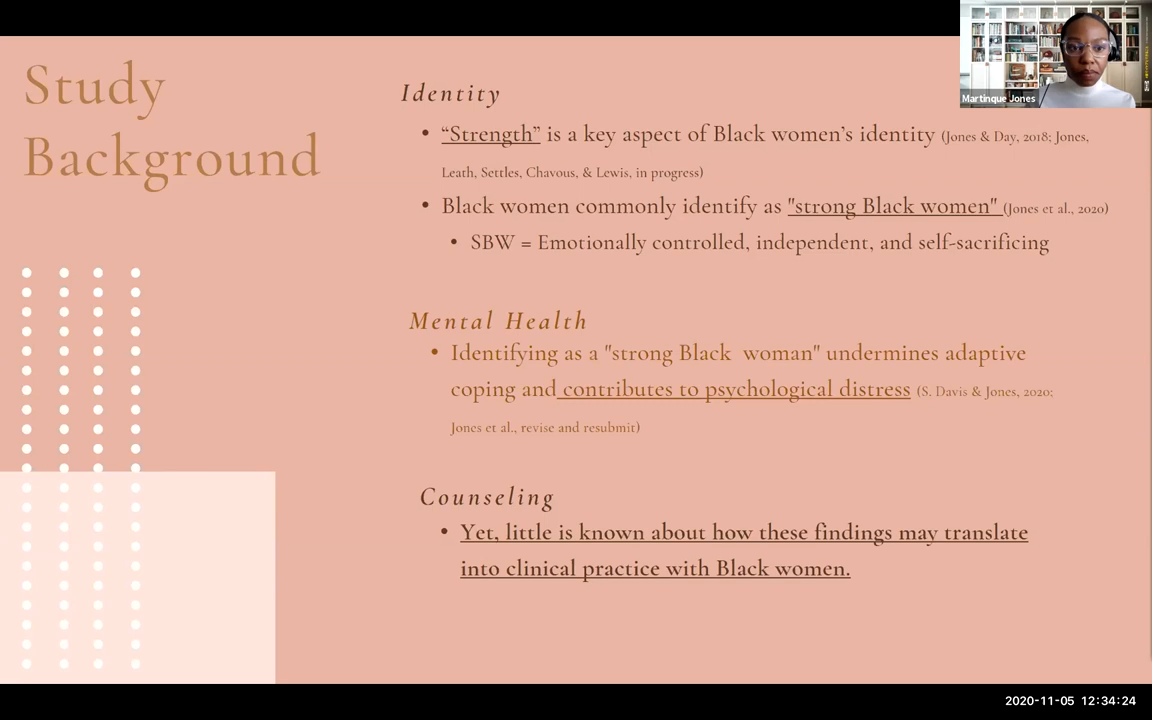 Study
Background
Identity
• “Strength” is a key aspect of Black women’s identity (Jones & Day, 2018; Jones,
Leath, Settles, Chavous, & Lewis, in progress)
• Black women commonly identify as "strong Black women" (Jones et al., 2020)
• SBW = Emotionally controlled, independent, and self-sacrificing
Mental Health
• Identifying as a "strong Black woman" undermines adaptive
coping and contributes to psychological distress (S. Davis & Jones, 2020;
Jones et al., revise and resubmit)
Counseling
• Yet, little is known about how these findings may translate
into clinical practice with Black women.
Martinque Jones
2020-11-05 12:34:24